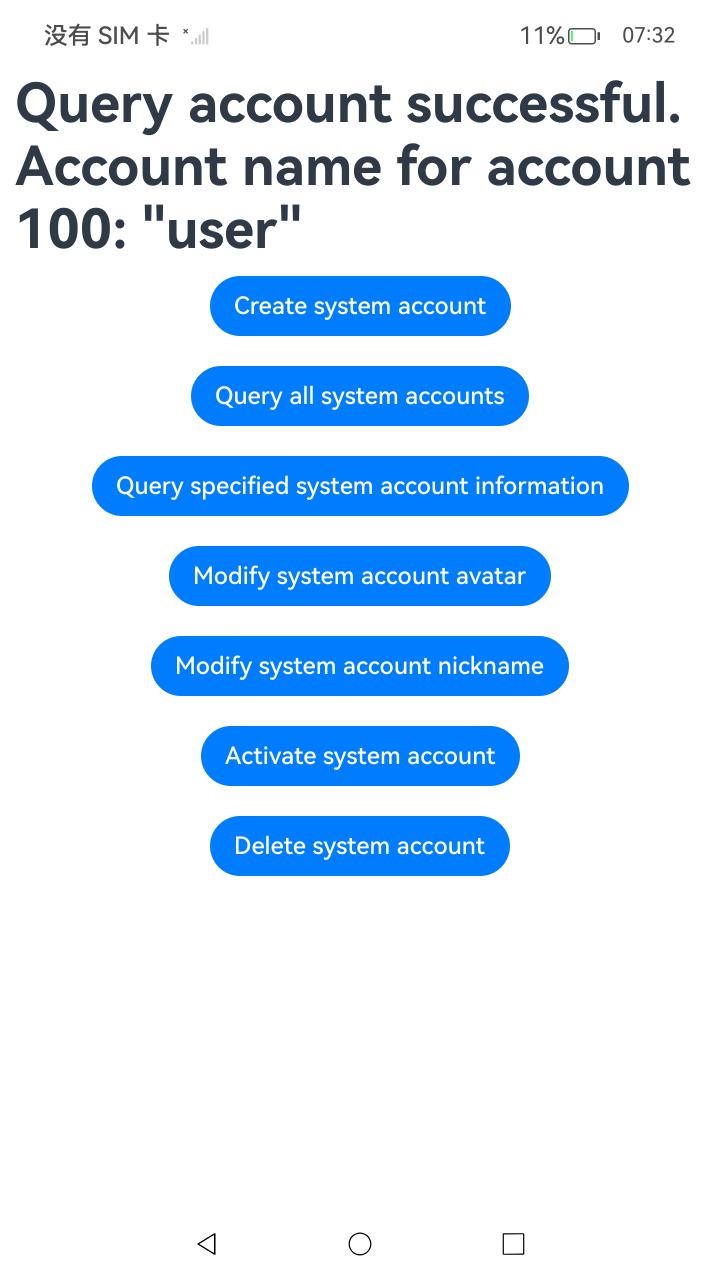 没有 SIM 卡 11% 07:32
Query account successful.
Account name for account
100: "user"
Create system account
Query all system accounts
Query specified system account information
Modify system account avatar
Modify system account nickname
Activate system account
Delete system account